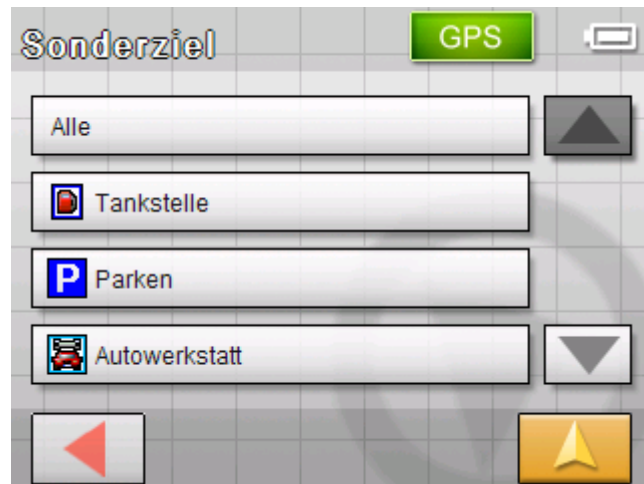 Sonderziel
GPS
Alle
Tankstelle
P Parken
Autowerkstatt